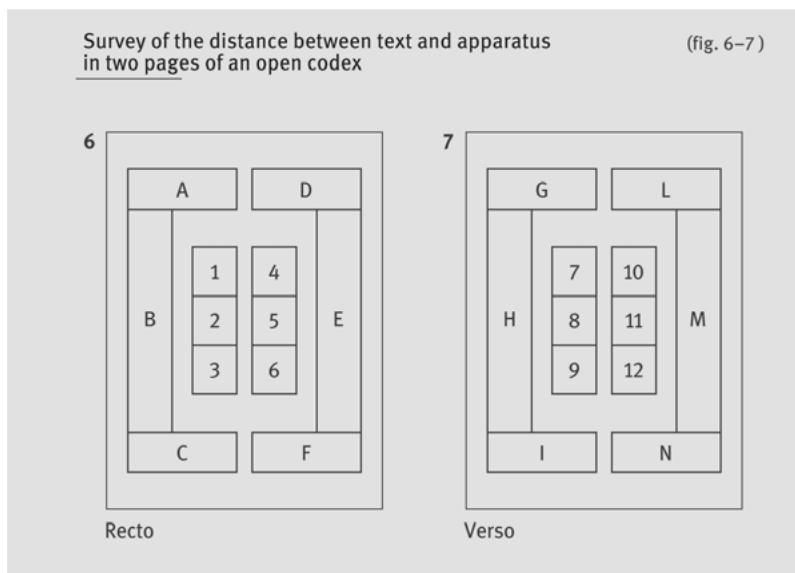 Survey of the distance between text and apparatus
in two pages of an open codex
(fig. 6–7)
6
A
D
B
1
4
2
5
E
3
6
C
F
Recto
7
G
L
H
7
10
8
11
M
9
12
I
N
Verso